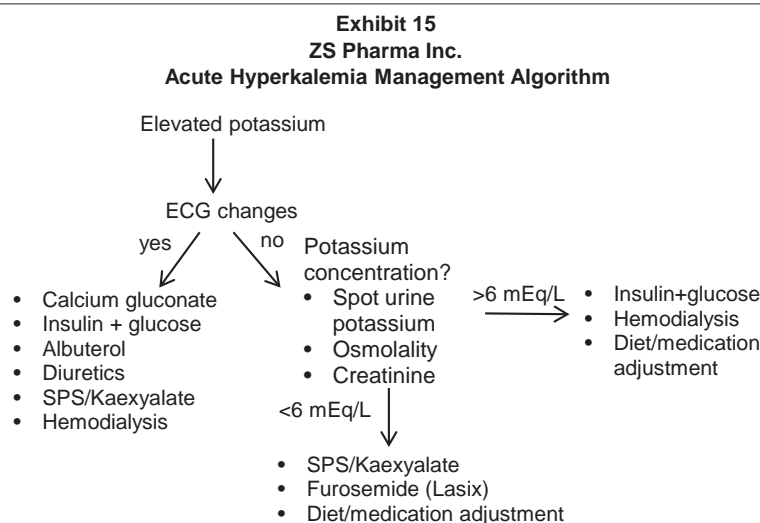 Exhibit 15
ZS Pharma Inc.
Acute Hyperkalemia Management Algorithm
Elevated potassium
ECG changes
yes
no
• Calcium gluconate
• Insulin + glucose
• Albuterol
• Diuretics
• SPS/Kaexyalate
• Hemodialysis
Potassium
concentration?
• Spot urine
potassium
• Osmolality
• Creatinine
>6 mEq/L
• Insulin+glucose
• Hemodialysis
• Diet/medication
adjustment
<6 mEq/L
• SPS/Kaexyalate
• Furosemide (Lasix)
• Diet/medication adjustment